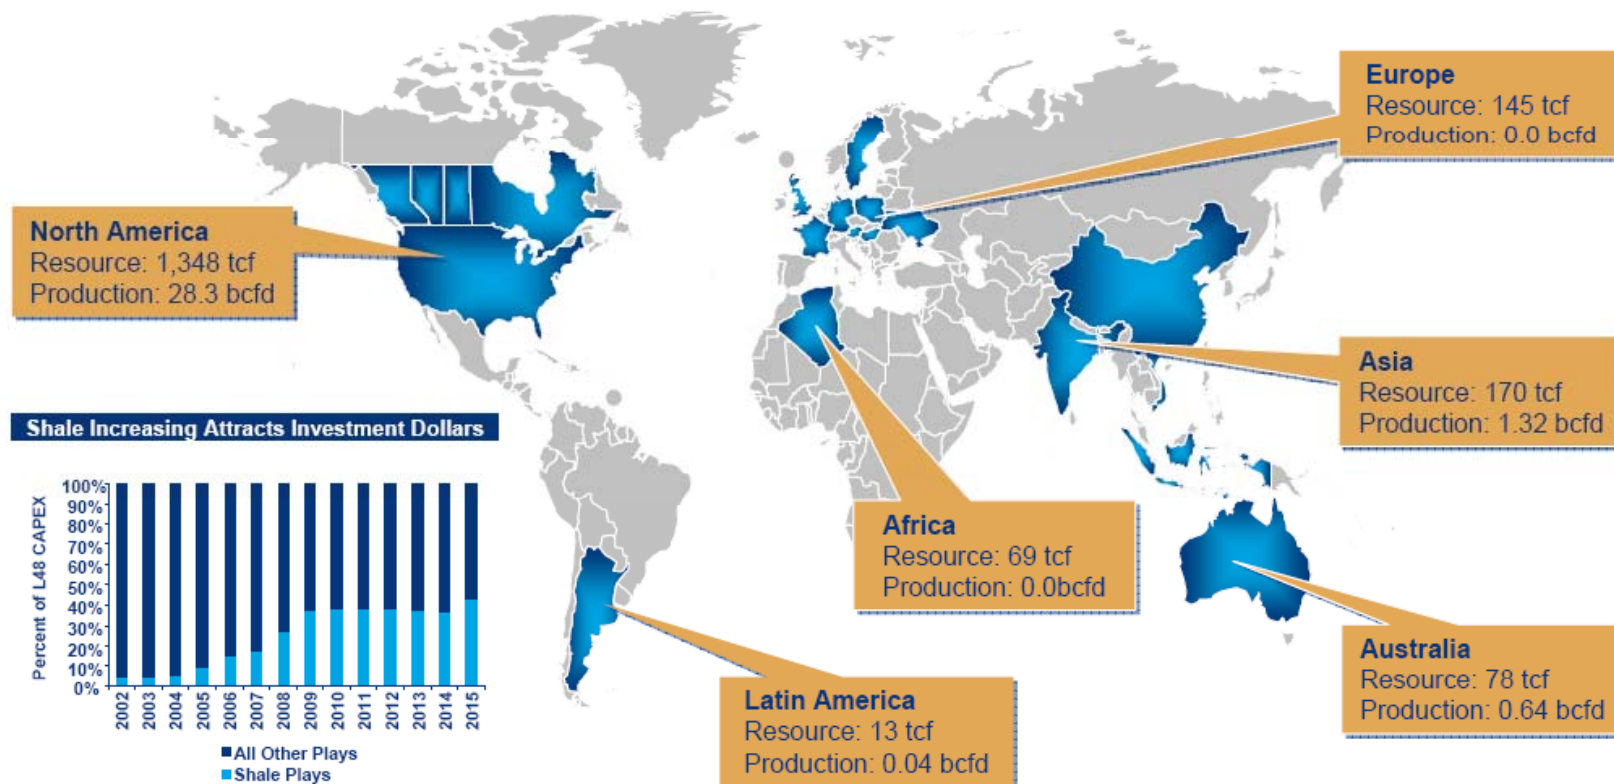 Europe
Resource: 145 tcf
Production: 0.0 bcfd
North America
Resource: 1,348 tcf
Production: 28.3 bcfd
Asia
Resource: 170 tcf
Production: 1.32 bcfd
Africa
Resource: 69 tcf
Production: 0.0bcfd
Australia
Resource: 78 tcf
Production: 0.64 bcfd
Latin America
Resource: 13 tcf
Production: 0.04 bcfd
Shale Increasing Attracts Investment Dollars
Percent of L48 CAPEX
100%
90%
80%
70%
60%
50%
40%
30%
20%
10%
0%
2002 2003 2004 2005 2006 2007 2008 2009 2010 2011 2012 2013 2014 2015
All Other Plays
Shale Plays